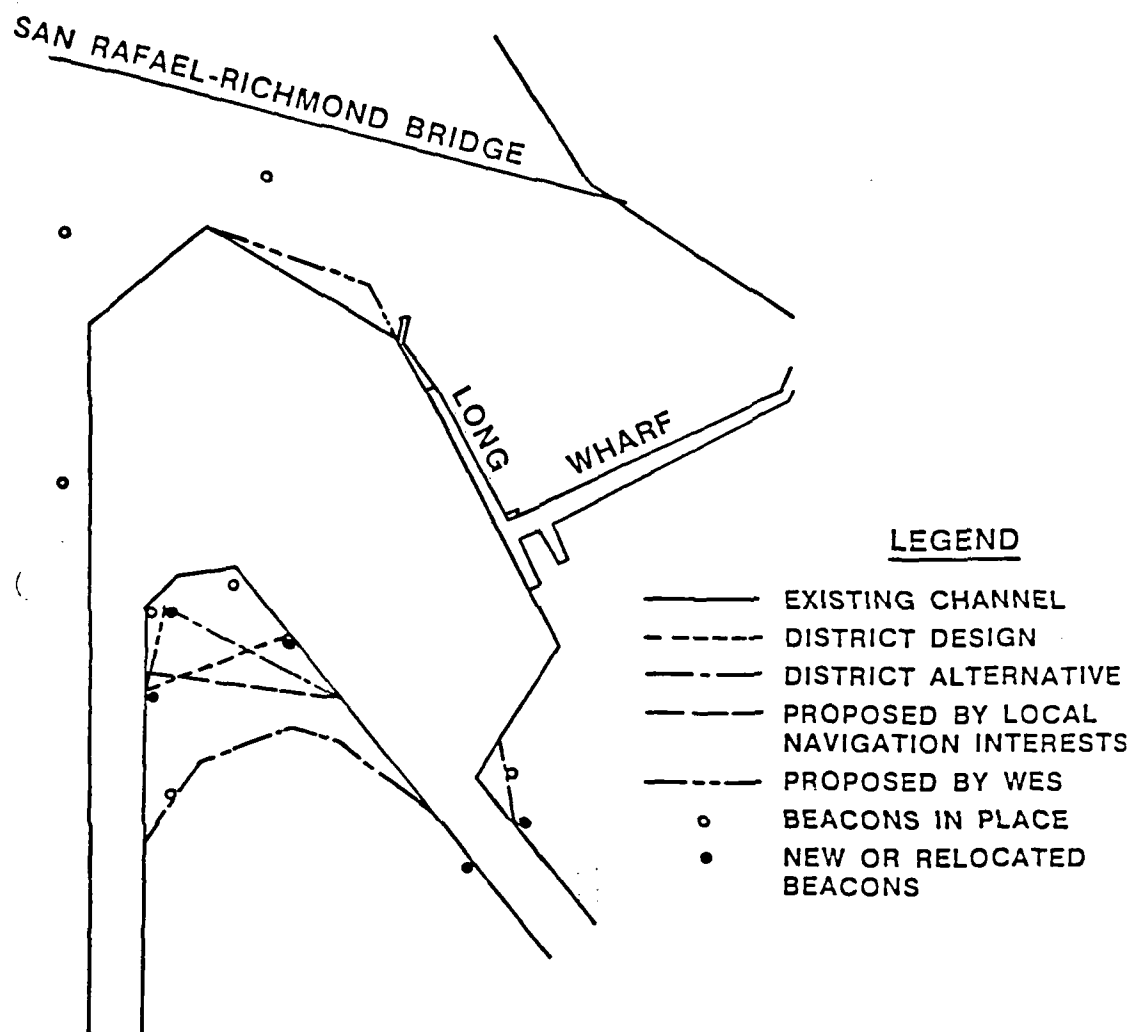 SAN RAFAEL-RICHMOND BRIDGE
LONG
WHARF
LEGEND
EXISTING CHANNEL
DISTRICT DESIGN
DISTRICT ALTERNATIVE
PROPOSED BY LOCAL
NAVIGATION INTERESTS
PROPOSED BY WES
BEACONS IN PLACE
NEW OR RELOCATED
BEACONS